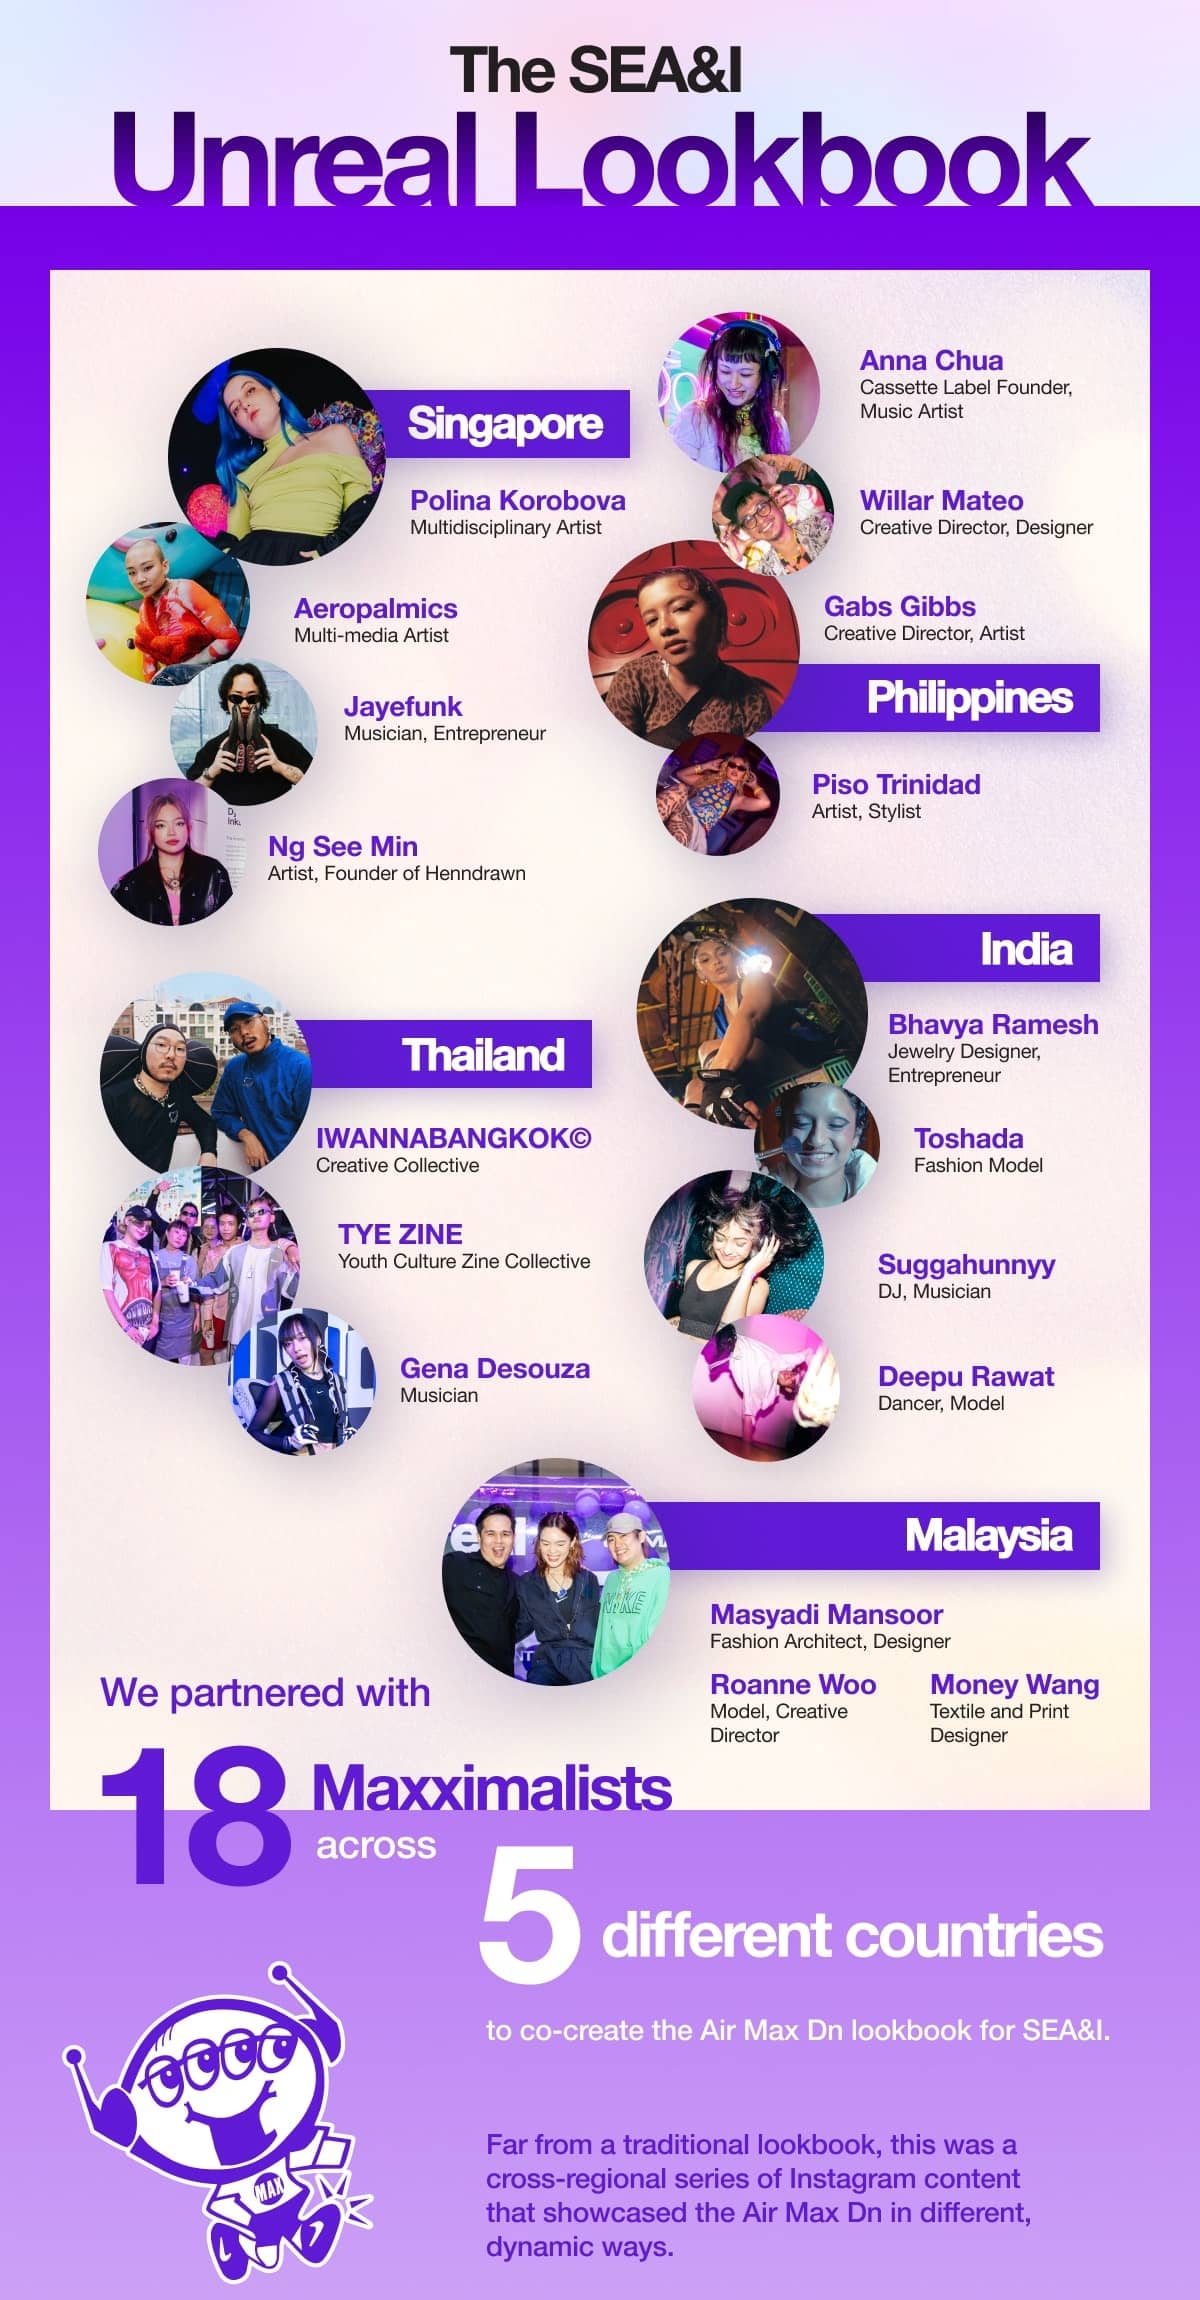 The SEA&I
Unreal Lookbook
Singapore
Polina Korobova
Multidisciplinary Artist
Aeropalmics
Multi-media Artist
Jayefunk
Musician, Entrepreneur
Ng See Min
Artist, Founder of Henndrawn
Anna Chua
Cassette Label Founder,
Music Artist
Willar Mateo
Creative Director, Designer
Gabs Gibbs
Creative Director, Artist
Philippines
Piso Trinidad
Artist, Stylist
Thailand
IWANNABANGKOK©
Creative Collective
TYE ZINE
Youth Culture Zine Collective
Gena Desouza
Musician
India
Bhavya Ramesh
Jewelry Designer,
Entrepreneur
Toshada
Fashion Model
Suggahunnyy
DJ, Musician
Deepu Rawat
Dancer, Model
Malaysia
NIKE
Masyadi Mansoor
Fashion Architect, Designer
Roanne Woo
Model, Creative
Director
Money Wang
Textile and Print
Designer
We partnered with
18 Maxximalists
across
5 different countries
to co-create the Air Max Dn lookbook for SEA&I.
MAX
Far from a traditional lookbook, this was a
cross-regional series of Instagram content
that showcased the Air Max Dn in different,
dynamic ways.